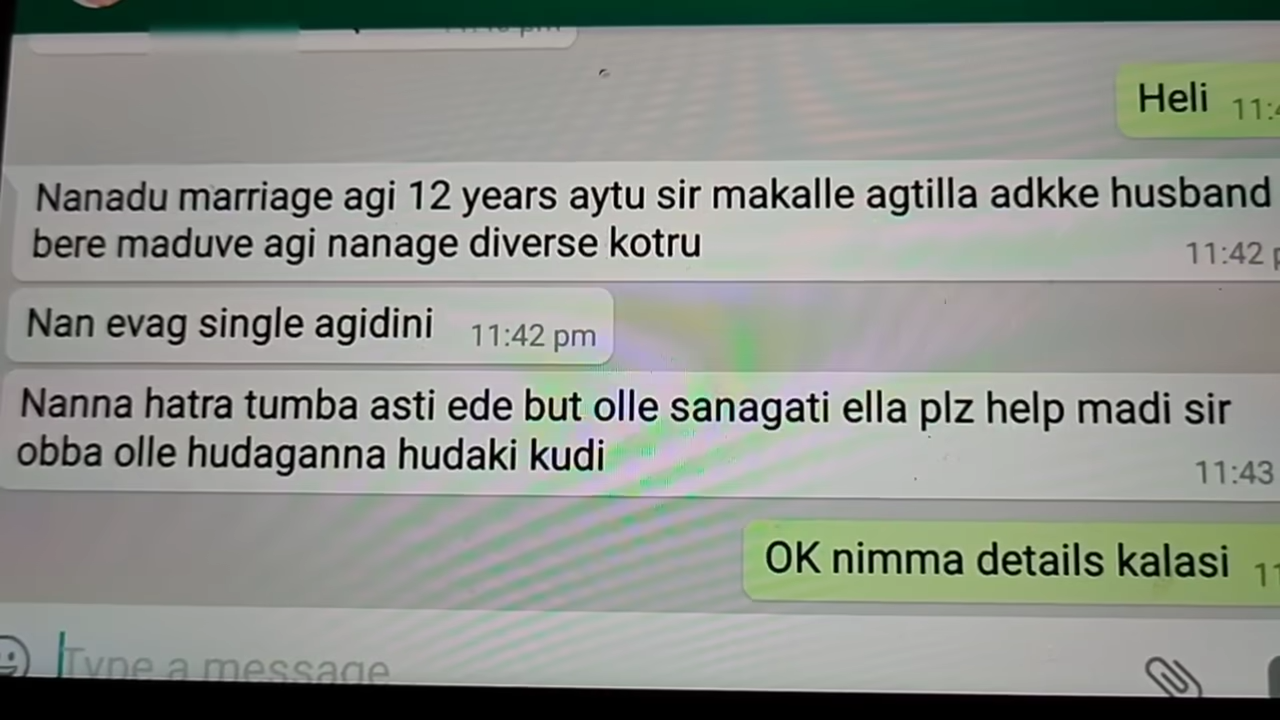 Heli
Nanadu marriage agi 12 years aytu sir makalle agtilla adkke husband
bere maduve agi nanage diverse kotru
11:42
Nan evag single agidini 11:42 pm
Nanna hatra tumba asti ede but olle sanagati ella plz help madi sir
obba olle hudaganna hudaki kudi
11:43
OK nimma details kalasi
Type a message